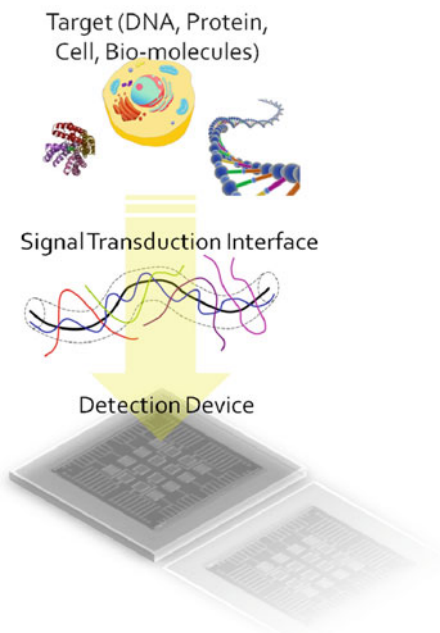 Target (DNA, Protein,
Cell, Bio-molecules)
Signal Transduction Interface
Detection Device